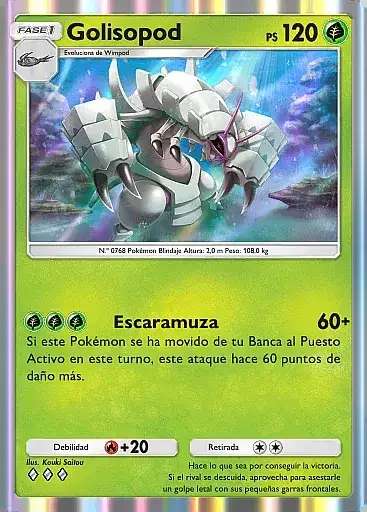 FASE 1
Golisopod
PS 120
Evoluciona de Wimpod
N.º 0768 Pokémon Blindaje Altura: 2,0 m Peso: 108.0 kg
Escaramuza 60+
Si este Pokémon se ha movido de tu Banca al Puesto
Activo en este turno, este ataque hace 60 puntos de
daño más.
Debilidad +20
Retirada
Ilus. Kouki Saitou
Hace lo que sea por conseguir la victoria.
Si el rival se descuida, aprovecha para asestarle
un golpe letal con sus pequeñas garras frontales.